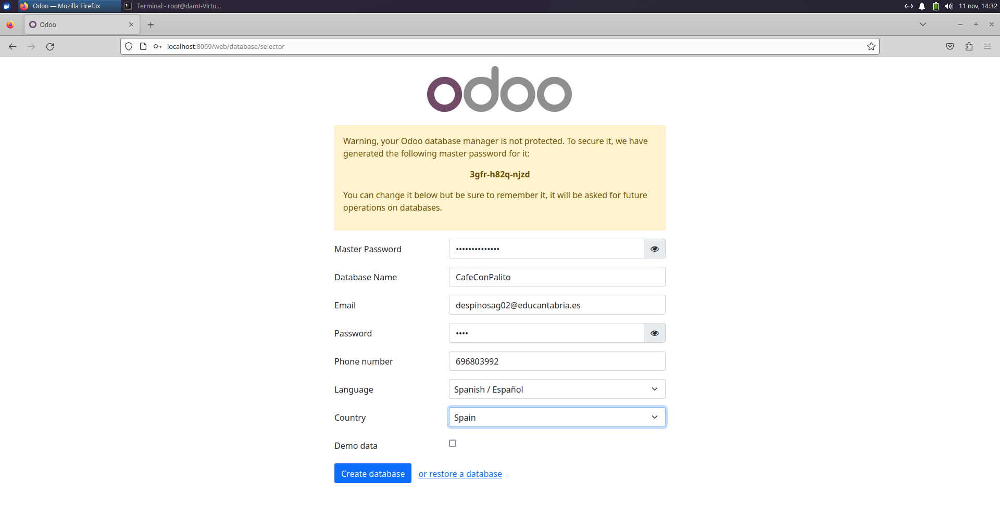 Odoo — Mozilla Firefox
Terminal - root@damt-Virtu...
11 nov, 14:32
Odoo
localhost:8069/web/database/selector
odoo
Warning, your Odoo database manager is not protected. To secure it, we have
generated the following master password for it:
3gfr-h82q-njzd
You can change it below but be sure to remember it, it will be asked for future
operations on databases.
Master Password ••••••••••••••
Database Name CafeConPalito
Email despinosag02@educantabria.es
Password ••••
Phone number 696803992
Language Spanish / Español
Country Spain
Demo data
Create database or restore a database